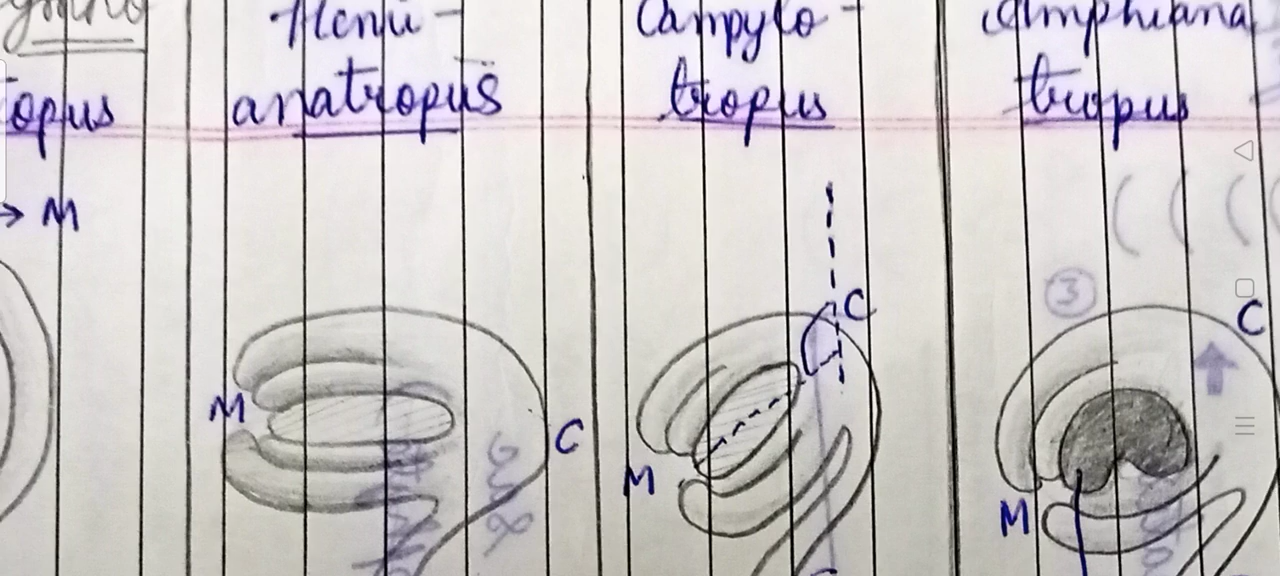 opus
Hemi-
anatropus
Campylo-
tropus
Amphiana
tropus
→ M
M
C
M
C
3
M
C